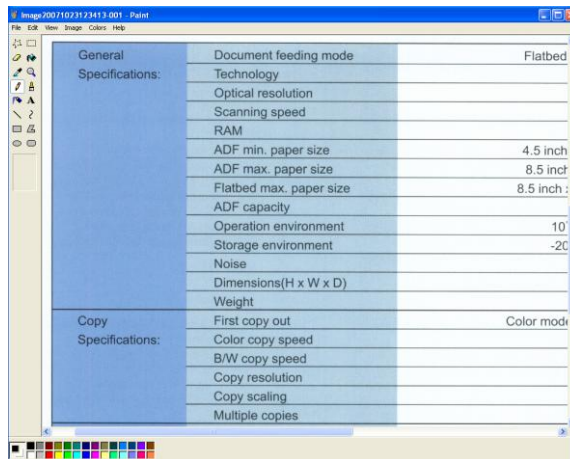 Image20071023123413-001 - Paint
File Edit View Image Colors Help
General Document feeding mode Flatbed
Specifications: Technology
Optical resolution
Scanning speed
RAM
ADF min. paper size 4.5 inch
ADF max. paper size 8.5 inch
Flatbed max. paper size 8.5 inch :
ADF capacity
Operation environment 10
Storage environment -20
Noise
Dimensions(H x W x D)
Weight
Copy First copy out Color mode
Specifications: Color copy speed
B/W copy speed
Copy resolution
Copy scaling
Multiple copies